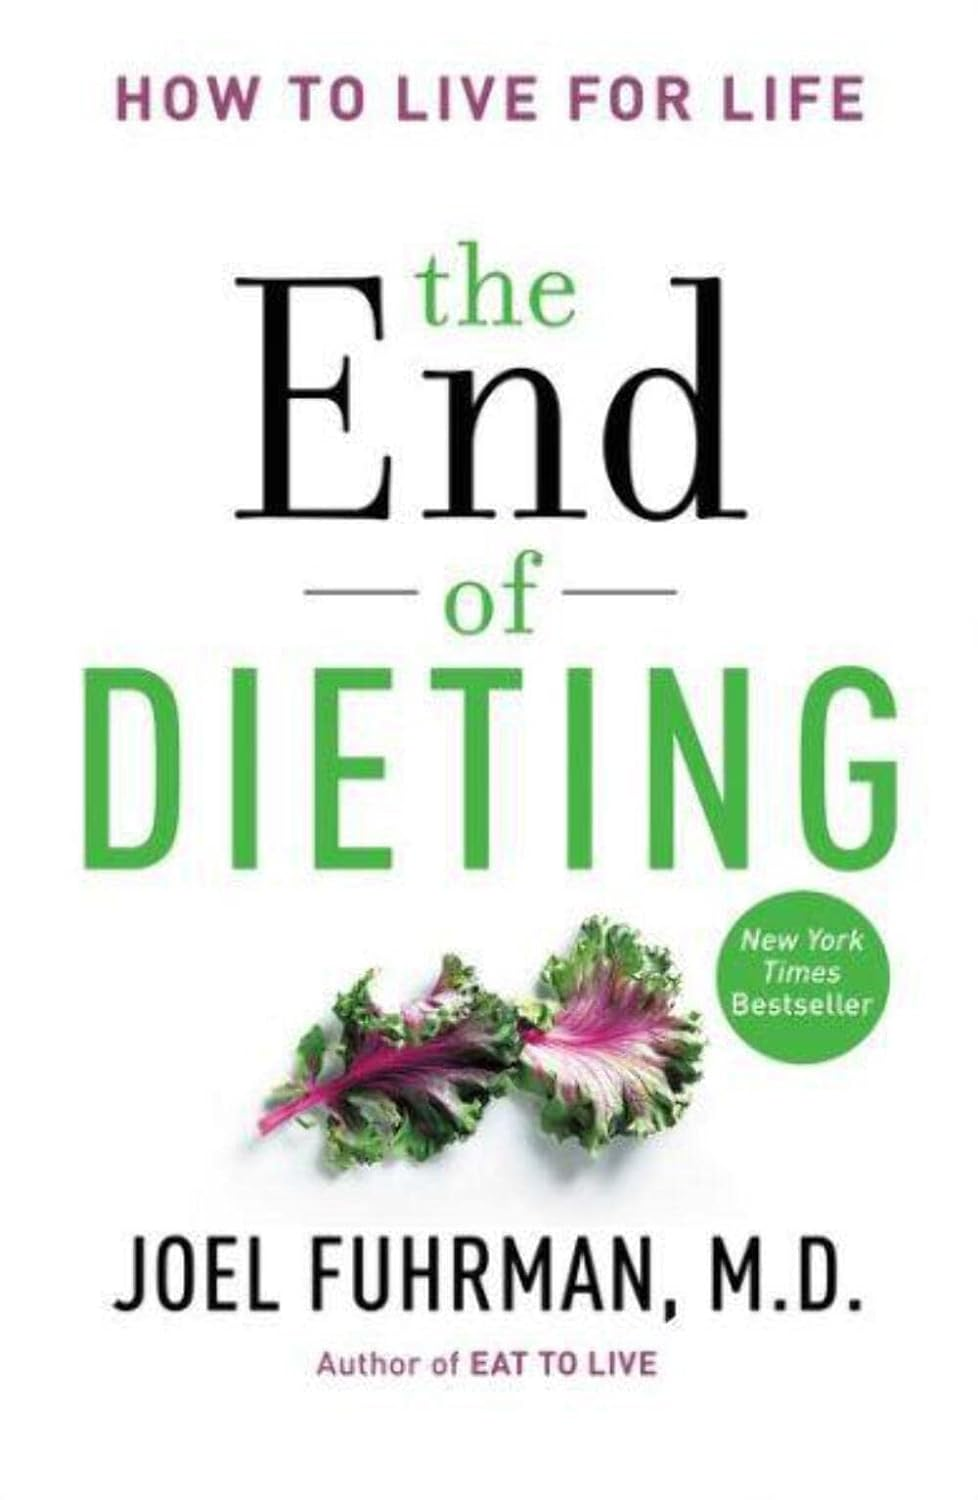 HOW TO LIVE FOR LIFE
the
End
of
DIETING
New York
Times
Bestseller
JOEL FUHRMAN, M.D.
Author of EAT TO LIVE